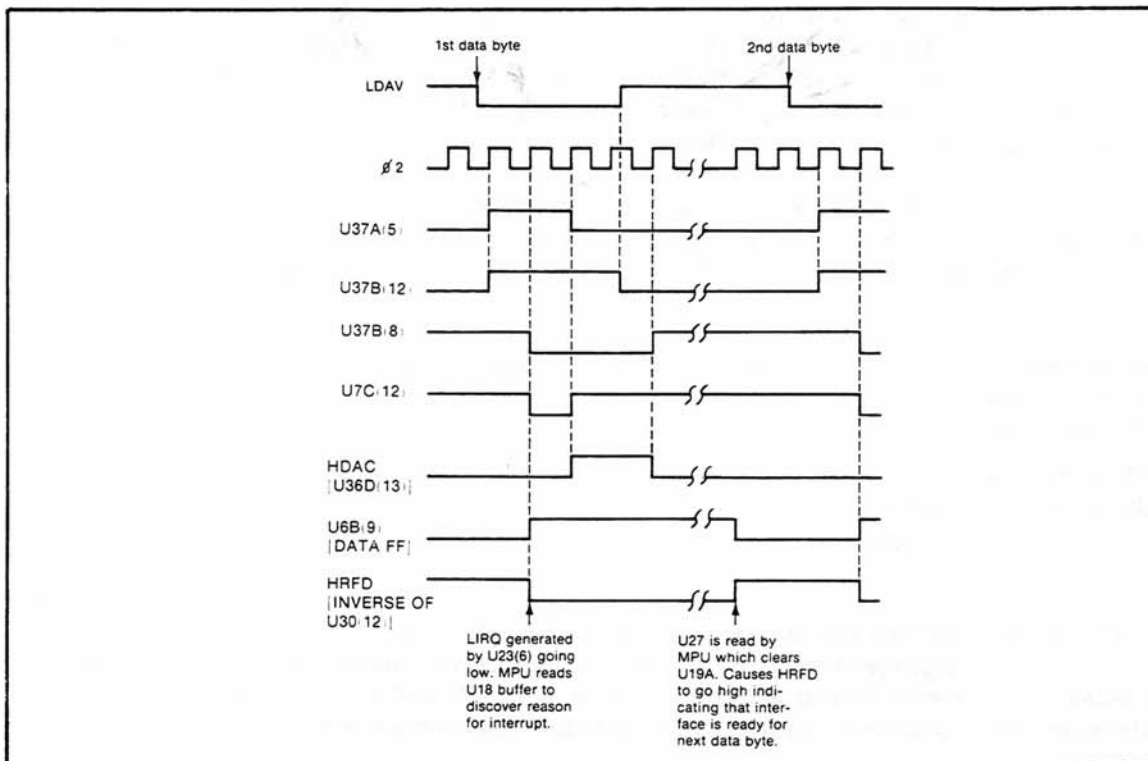 1st data byte
2nd data byte
LDAV
ø2
U37A(5)
U37B(12)
U37B(8)
U7C(12)
HDAC
[U36D(13)]
U6B(9)
[DATA FF]
HRFD
[INVERSE OF
U30(12)]
LIRQ generated
by U23(6) going
low. MPU reads
U18 buffer to
discover reason
for interrupt.
U27 is read by
MPU which clears
U19A. Causes HRFD
to go high indi-
cating that inter-
face is ready for
next data byte.